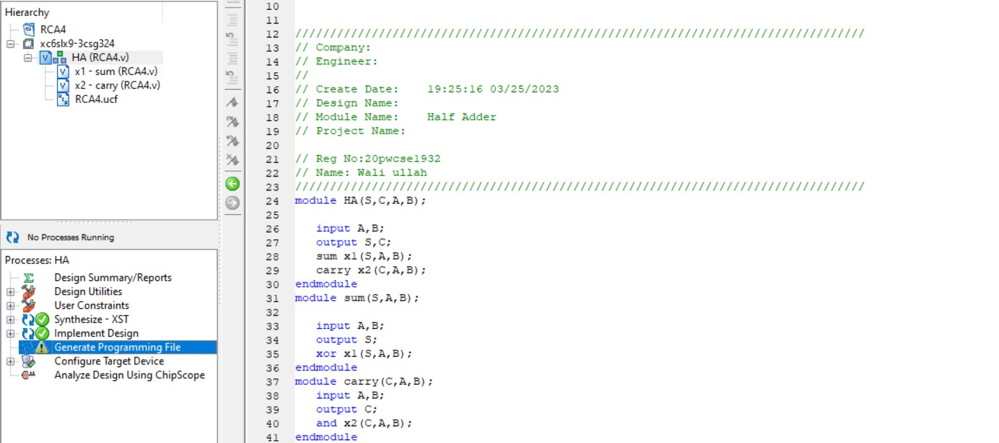 Hierarchy
RCA4
xc6slx9-3csg324
HA (RCA4.v)
x1 - sum (RCA4.v)
x2 - carry (RCA4.v)
RCA4.ucf
No Processes Running
Processes: HA
Design Summary/Reports
Design Utilities
User Constraints
Synthesize - XST
Implement Design
Generate Programming File
Configure Target Device
Analyze Design Using ChipScope
10
11
12 //////////////////////////////////////////////////////////////////////////////////
13 // Company:
14 // Engineer:
15 //
16 // Create Date:    19:25:16 03/25/2023
17 // Design Name:
18 // Module Name:    Half Adder
19 // Project Name:
20
21 // Reg No:20pwcse1932
22 // Name: Wali ullah
23 //////////////////////////////////////////////////////////////////////////////////
24 module HA(S,C,A,B);
25
26    input A,B;
27    output S,C;
28    sum x1(S,A,B);
29    carry x2(C,A,B);
30 endmodule
31 module sum(S,A,B);
32
33    input A,B;
34    output S;
35    xor x1(S,A,B);
36 endmodule
37 module carry(C,A,B);
38    input A,B;
39    output C;
40    and x2(C,A,B);
41 endmodule